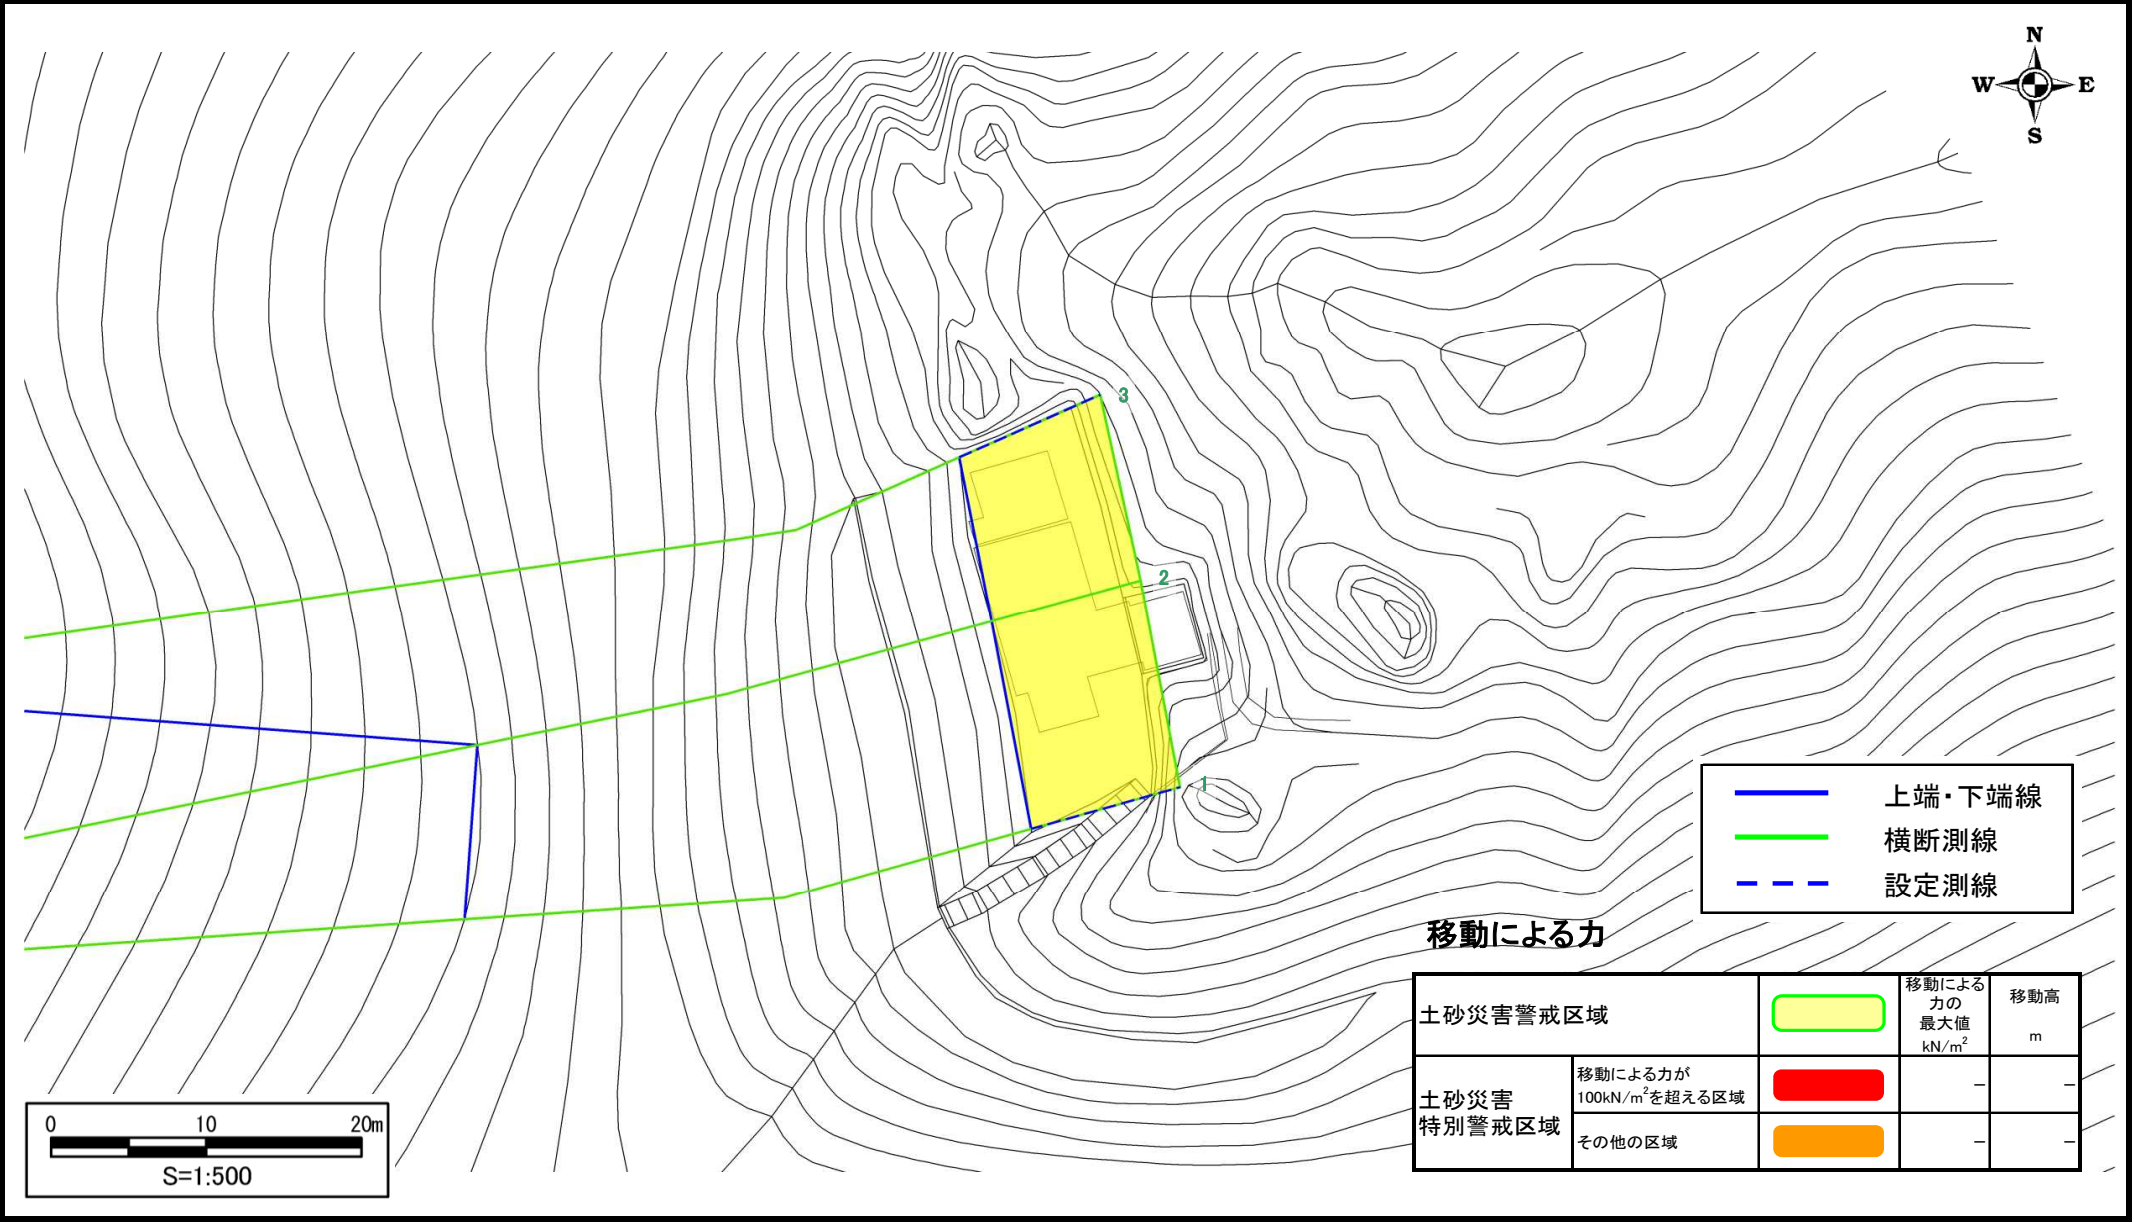 N
W E
S
3
2
1
上端・下端線
横断測線
設定測線
移動による力
土砂災害警戒区域
移動による
力の
最大値
kN/m²
移動高
m
土砂災害
特別警戒区域
移動による力が
100kN/m²を超える区域
－ －
その他の区域
－ －
0 10 20m
S=1:500